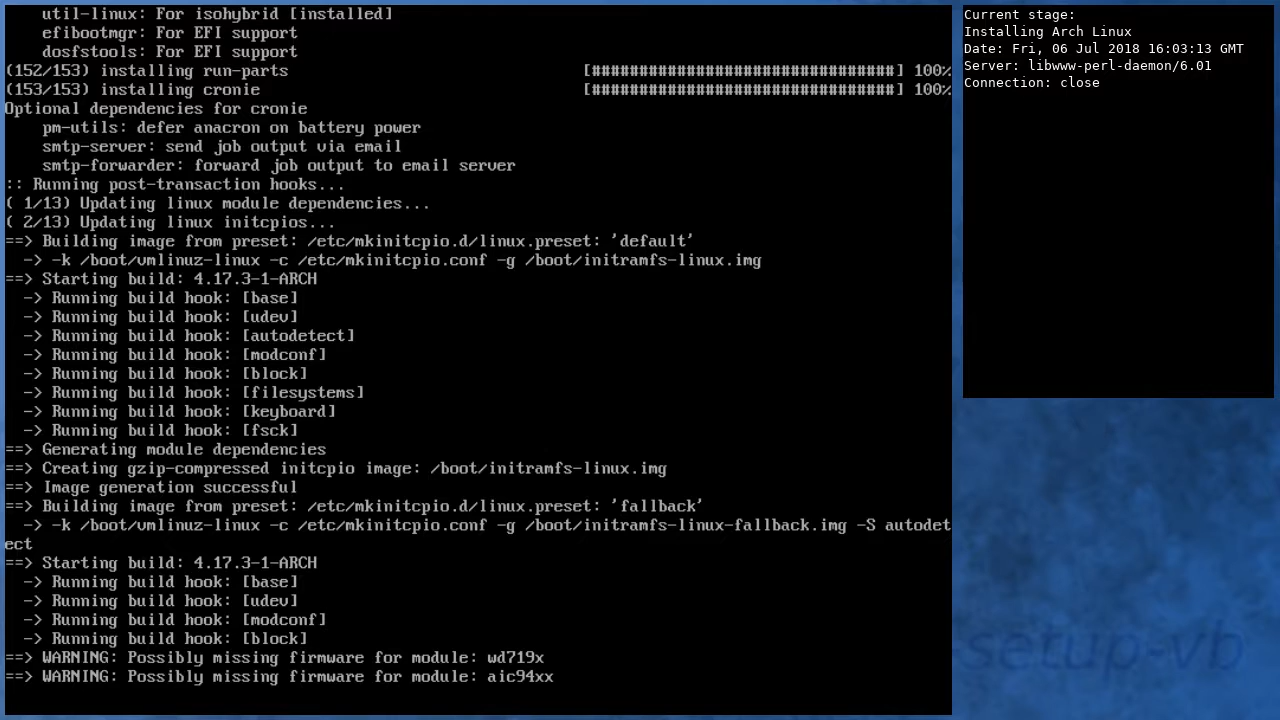 util-linux: For isohybrid [installed]
efibootmgr: For EFI support
dosfstools: For EFI support
(152/153) installing run-parts [################################] 100%
(153/153) installing cronie [################################] 100%
Optional dependencies for cronie
pm-utils: defer anacron on battery power
smtp-server: send job output via email
smtp-forwarder: forward job output to email server
:: Running post-transaction hooks...
( 1/13) Updating linux module dependencies...
( 2/13) Updating linux initcpios...
==> Building image from preset: /etc/mkinitcpio.d/linux.preset: 'default'
-> -k /boot/vmlinuz-linux -c /etc/mkinitcpio.conf -g /boot/initramfs-linux.img
==> Starting build: 4.17.3-1-ARCH
-> Running build hook: [base]
-> Running build hook: [udev]
-> Running build hook: [autodetect]
-> Running build hook: [modconf]
-> Running build hook: [block]
-> Running build hook: [filesystems]
-> Running build hook: [keyboard]
-> Running build hook: [fsck]
==> Generating module dependencies
==> Creating gzip-compressed initcpio image: /boot/initramfs-linux.img
==> Image generation successful
==> Building image from preset: /etc/mkinitcpio.d/linux.preset: 'fallback'
-> -k /boot/vmlinuz-linux -c /etc/mkinitcpio.conf -g /boot/initramfs-linux-fallback.img -S autodet
ect
==> Starting build: 4.17.3-1-ARCH
-> Running build hook: [base]
-> Running build hook: [udev]
-> Running build hook: [modconf]
-> Running build hook: [block]
==> WARNING: Possibly missing firmware for module: wd719x
==> WARNING: Possibly missing firmware for module: aic94xx
Current stage:
Installing Arch Linux
Date: Fri, 06 Jul 2018 16:03:13 GMT
Server: libwww-perl-daemon/6.01
Connection: close
-setup-vb